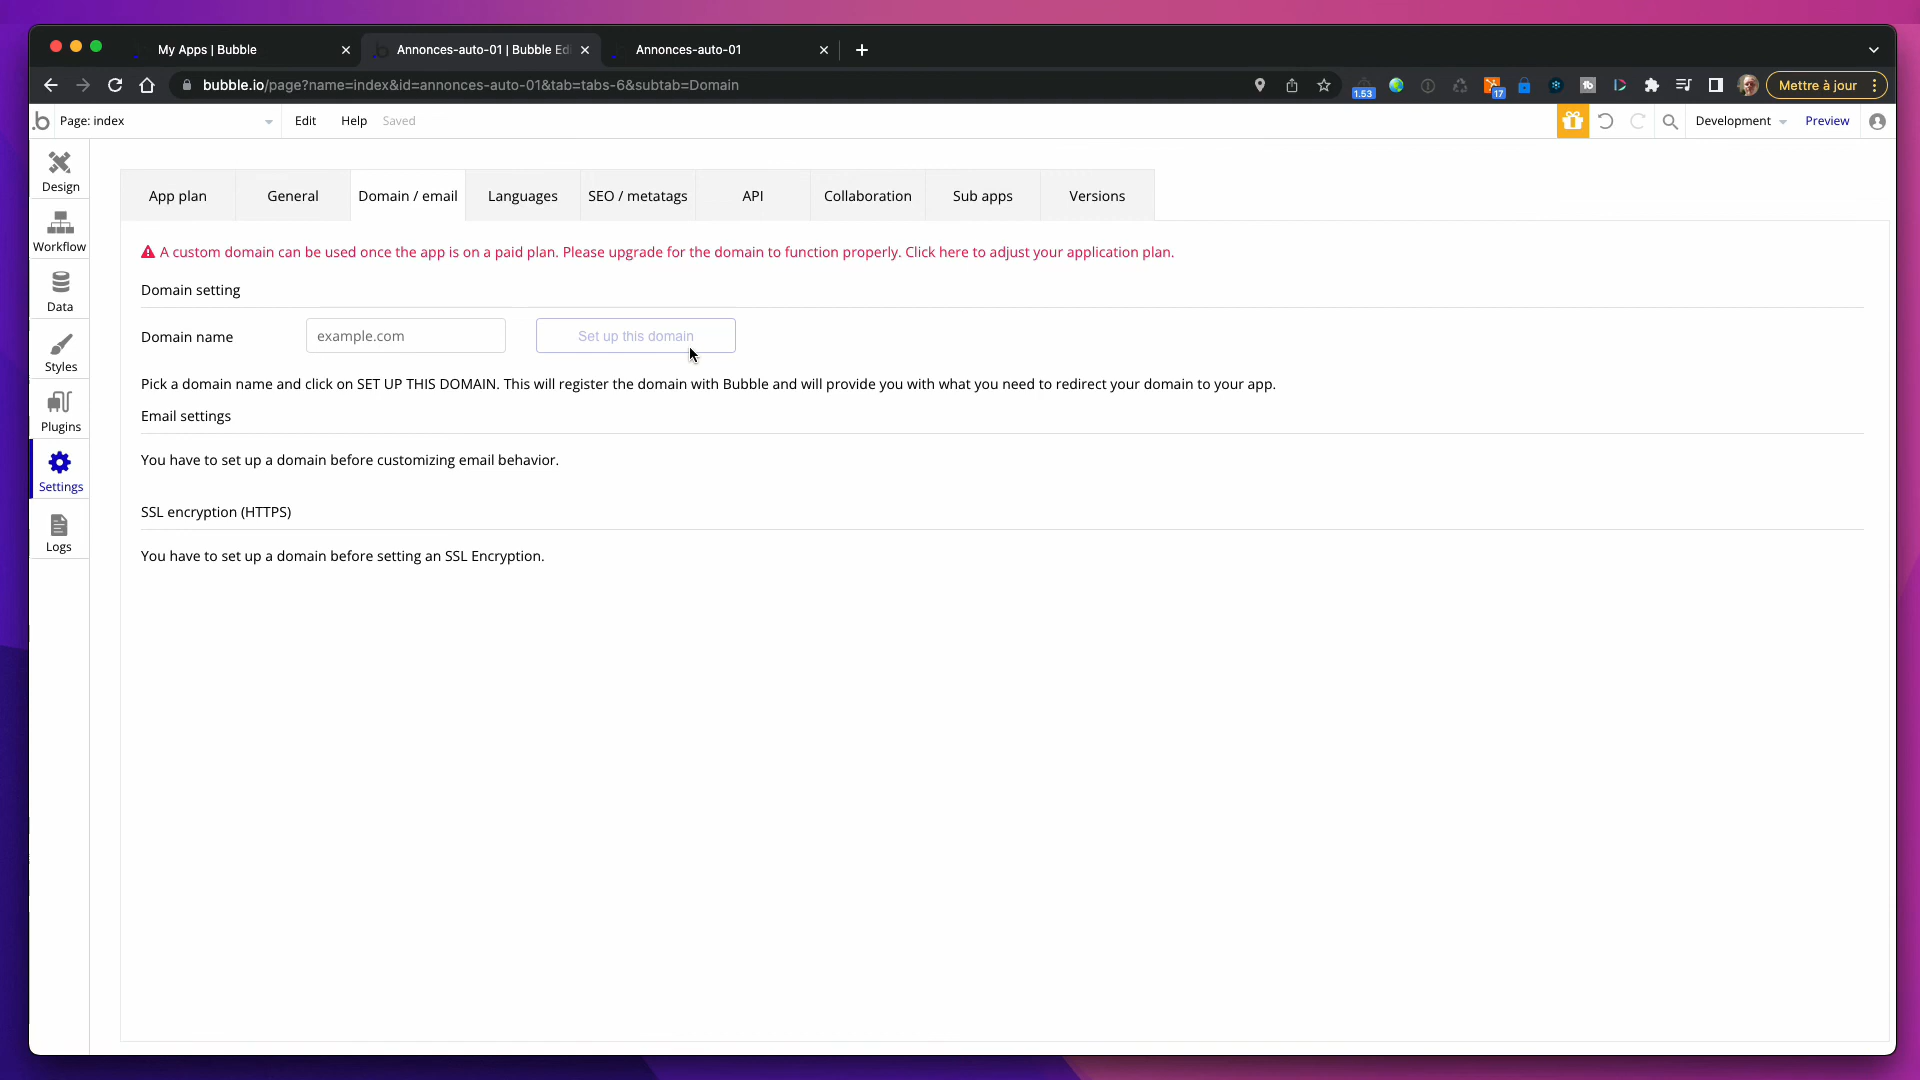 My Apps | Bubble
Annonces-auto-01 | Bubble Edi
Annonces-auto-01
bubble.io/page?name=index&id=annonces-auto-01&tab=tabs-6&subtab=Domain
1.53
17
Mettre à jour
Page: index
Edit
Help
Saved
Development
Preview
Design
Workflow
Data
Styles
Plugins
Settings
Logs
App plan
General
Domain / email
Languages
SEO / metatags
API
Collaboration
Sub apps
Versions
A custom domain can be used once the app is on a paid plan. Please upgrade for the domain to function properly. Click here to adjust your application plan.
Domain setting
Domain name
example.com
Set up this domain
Pick a domain name and click on SET UP THIS DOMAIN. This will register the domain with Bubble and will provide you with what you need to redirect your domain to your app.
Email settings
You have to set up a domain before customizing email behavior.
SSL encryption (HTTPS)
You have to set up a domain before setting an SSL Encryption.